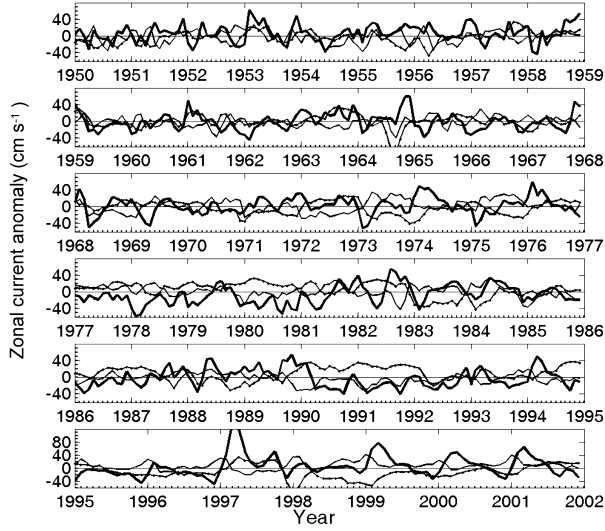 Zonal current anomaly (cm s⁻¹)
40
0
-40
1950 1951 1952 1953 1954 1955 1956 1957 1958 1959
40
0
-40
1959 1960 1961 1962 1963 1964 1965 1966 1967 1968
40
0
-40
1968 1969 1970 1971 1972 1973 1974 1975 1976 1977
40
0
-40
1977 1978 1979 1980 1981 1982 1983 1984 1985 1986
40
0
-40
1986 1987 1988 1989 1990 1991 1992 1993 1994 1995
80
40
0
-40
1995 1996 1997 1998 1999 2000 2001 2002
Year